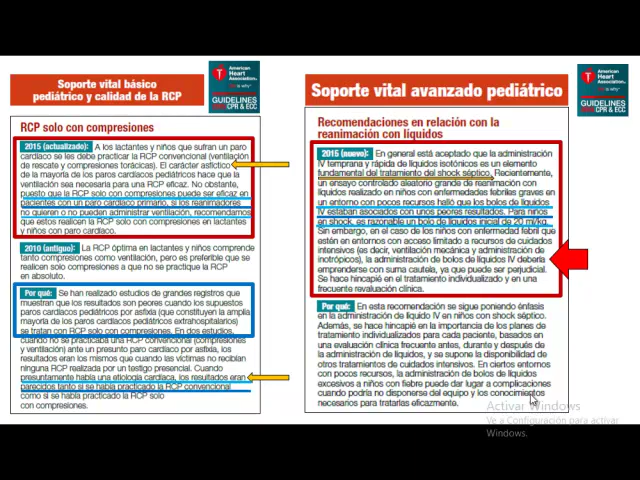 Soporte vital básico
pediátrico y calidad de la RCP
American
Heart
Association
GUIDELINES
CPR & ECC
RCP solo con compresiones
2015 (actualizado): A los lactantes y niños que sufran un paro
cardíaco se les debe practicar la RCP convencional (ventilación
de rescate y compresiones torácicas). El carácter asfíctico
de la mayoría de los paros cardíacos pediátricos hace que la
ventilación sea necesaria para una RCP eficaz. No obstante,
puesto que la RCP solo con compresiones puede ser eficaz en
pacientes con un paro cardíaco primario, si los reanimadores
no quieren o no pueden administrar ventilación, recomendamos
que estos realicen la RCP solo con compresiones en lactantes
y niños con paro cardíaco.
2010 (antiguo): La RCP óptima en lactantes y niños comprende
tanto compresiones como ventilación, pero es preferible que se
realicen solo compresiones a que no se practique la RCP
en absoluto.
Por qué: Se han realizado estudios de grandes registros que
muestran que los resultados son peores cuando los supuestos
paros cardíacos pediátricos por asfixia (que constituyen la amplia
mayoría de los paros cardíacos pediátricos extrahospitalarios)
se tratan con RCP solo con compresiones. En dos estudios,
cuando no se practicaba una RCP convencional (compresiones
y ventilación) ante un presunto paro cardíaco por asfixia, los
resultados eran los mismos que cuando las víctimas no recibían
ninguna RCP realizada por un testigo presencial. Cuando
presuntamente había una etiología cardíaca, los resultados eran
parecidos tanto si se había practicado la RCP convencional
como si se había practicado la RCP solo
con compresiones.
Soporte vital avanzado pediátrico
American
Heart
Association
GUIDELINES
CPR & ECC
Recomendaciones en relación con la
reanimación con líquidos
2015 (nuevo): En general está aceptado que la administración
IV temprana y rápida de líquidos isotónicos es un elemento
fundamental del tratamiento del shock séptico. Recientemente,
un ensayo controlado aleatorio grande de reanimación con
líquidos realizado en niños con enfermedades febriles graves
en un entorno con pocos recursos halló que los bolos de líquidos
IV estaban asociados con unos peores resultados. Para niños
en shock, es razonable un bolo de líquidos inicial de 20 ml/kg.
Sin embargo, en el caso de los niños con enfermedad febril que
estén en entornos con acceso limitado a recursos de cuidados
intensivos (es decir, ventilación mecánica y administración de
inotrópicos), la administración de bolos de líquidos IV debería
emprenderse con suma cautela, ya que puede ser perjudicial.
Se hace hincapié en el tratamiento individualizado y en una
frecuente revaluación clínica.
Por qué: En esta recomendación se sigue poniendo énfasis
en la administración de líquido IV en niños con shock séptico.
Además, se hace hincapié en la importancia de los planes de
tratamiento individualizados para cada paciente, basados en
una evaluación clínica frecuente antes, durante y después de
la administración de líquidos, y se supone la disponibilidad de
otros tratamientos de cuidados intensivos. En ciertos entornos
con pocos recursos, la administración de bolos de líquidos
excesivos a niños con fiebre puede dar lugar a complicaciones
cuando podría no disponerse del equipo y los conocimientos
necesarios para tratarlas eficazmente.
Activar Windows
Ve a Configuración para activar
Windows.